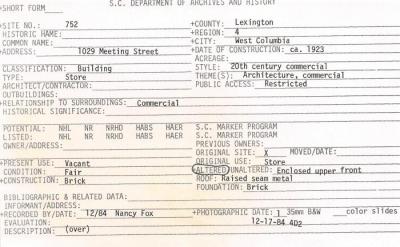 S.C. DEPARTMENT OF ARCHIVES AND HISTORY
+SHORT FORM
+SITE NO.: 752 +COUNTY: Lexington
HISTORIC NAME: +REGION: 4
COMMON NAME: +CITY: West Columbia
+ADDRESS: 1029 Meeting Street +DATE OF CONSTRUCTION: ca. 1923
ACREAGE:
CLASSIFICATION: Building STYLE: 20th century commercial
TYPE: Store THEME(S): Architecture, commercial
ARCHITECT/CONTRACTOR: PUBLIC ACCESS: Restricted
OUTBUILDINGS:
+RELATIONSHIP TO SURROUNDINGS: Commercial
HISTORICAL SIGNIFICANCE:
POTENTIAL: NHL NR NRHD HABS HAER S.C. MARKER PROGRAM
LISTED: NHL NR NRHD HABS HAER S.C. MARKER PROGRAM
OWNER/ADDRESS: PREVIOUS OWNERS:
ORIGINAL SITE: X MOVED/DATE:
+PRESENT USE: Vacant ORIGINAL USE: Store
CONDITION: Fair ALTERED/UNALTERED: Enclosed upper front
+CONSTRUCTION: Brick ROOF: Raised seam metal
FOUNDATION: Brick
BIBLIOGRAPHIC & RELATED DATA:
INFORMANT/ADDRESS:
+RECORDED BY/DATE: 12/84 Nancy Fox +PHOTOGRAPHIC DATE: 1 35mm B&W color slides
EVALUATION: 12-17-84 4D2
DESCRIPTION: (over)